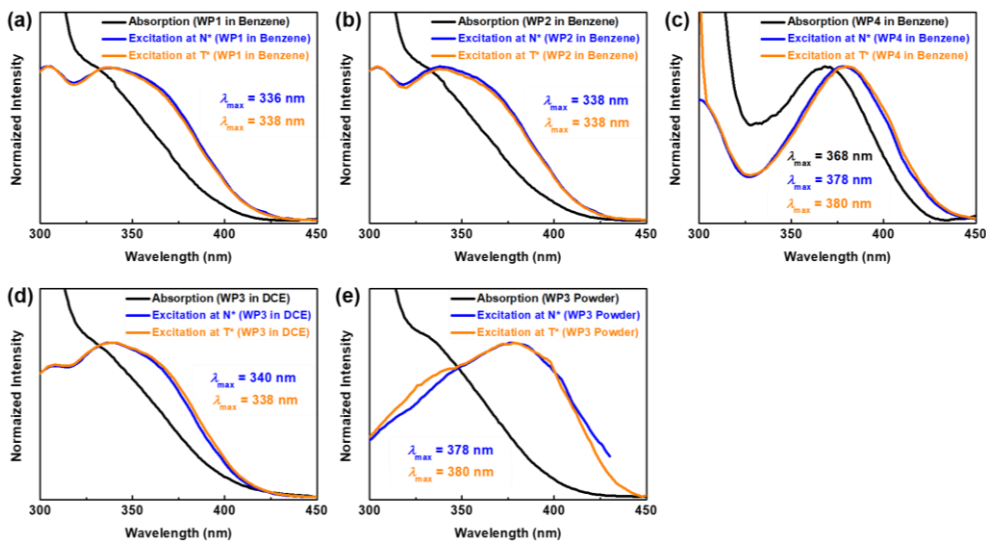 (a)
Absorption (WP1 in Benzene)
Excitation at N* (WP1 in Benzene)
Excitation at T* (WP1 in Benzene)
λmax = 336 nm
λmax = 338 nm
Normaized Intensity
300 350 400 450
Wavelength (nm)
(b)
Absorption (WP2 in Benzene)
Excitation at N* (WP2 in Benzene)
Excitation at T* (WP2 in Benzene)
λmax = 338 nm
λmax = 338 nm
Normaized Intensity
300 350 400 450
Wavelength (nm)
(c)
Absorption (WP4 in Benzene)
Excitation at N* (WP4 in Benzene)
Excitation at T* (WP4 in Benzene)
λmax = 368 nm
λmax = 378 nm
λmax = 380 nm
Normaized Intensity
300 350 400 450
Wavelength (nm)
(d)
Absorption (WP3 in DCE)
Excitation at N* (WP3 in DCE)
Excitation at T* (WP3 in DCE)
λmax = 340 nm
λmax = 338 nm
Normaized Intensity
300 350 400 450
Wavelength (nm)
(e)
Absorption (WP3 Powder)
Excitation at N* (WP3 Powder)
Excitation at T* (WP3 Powder)
λmax = 378 nm
λmax = 380 nm
Normaized Intensity
300 350 400 450
Wavelength (nm)